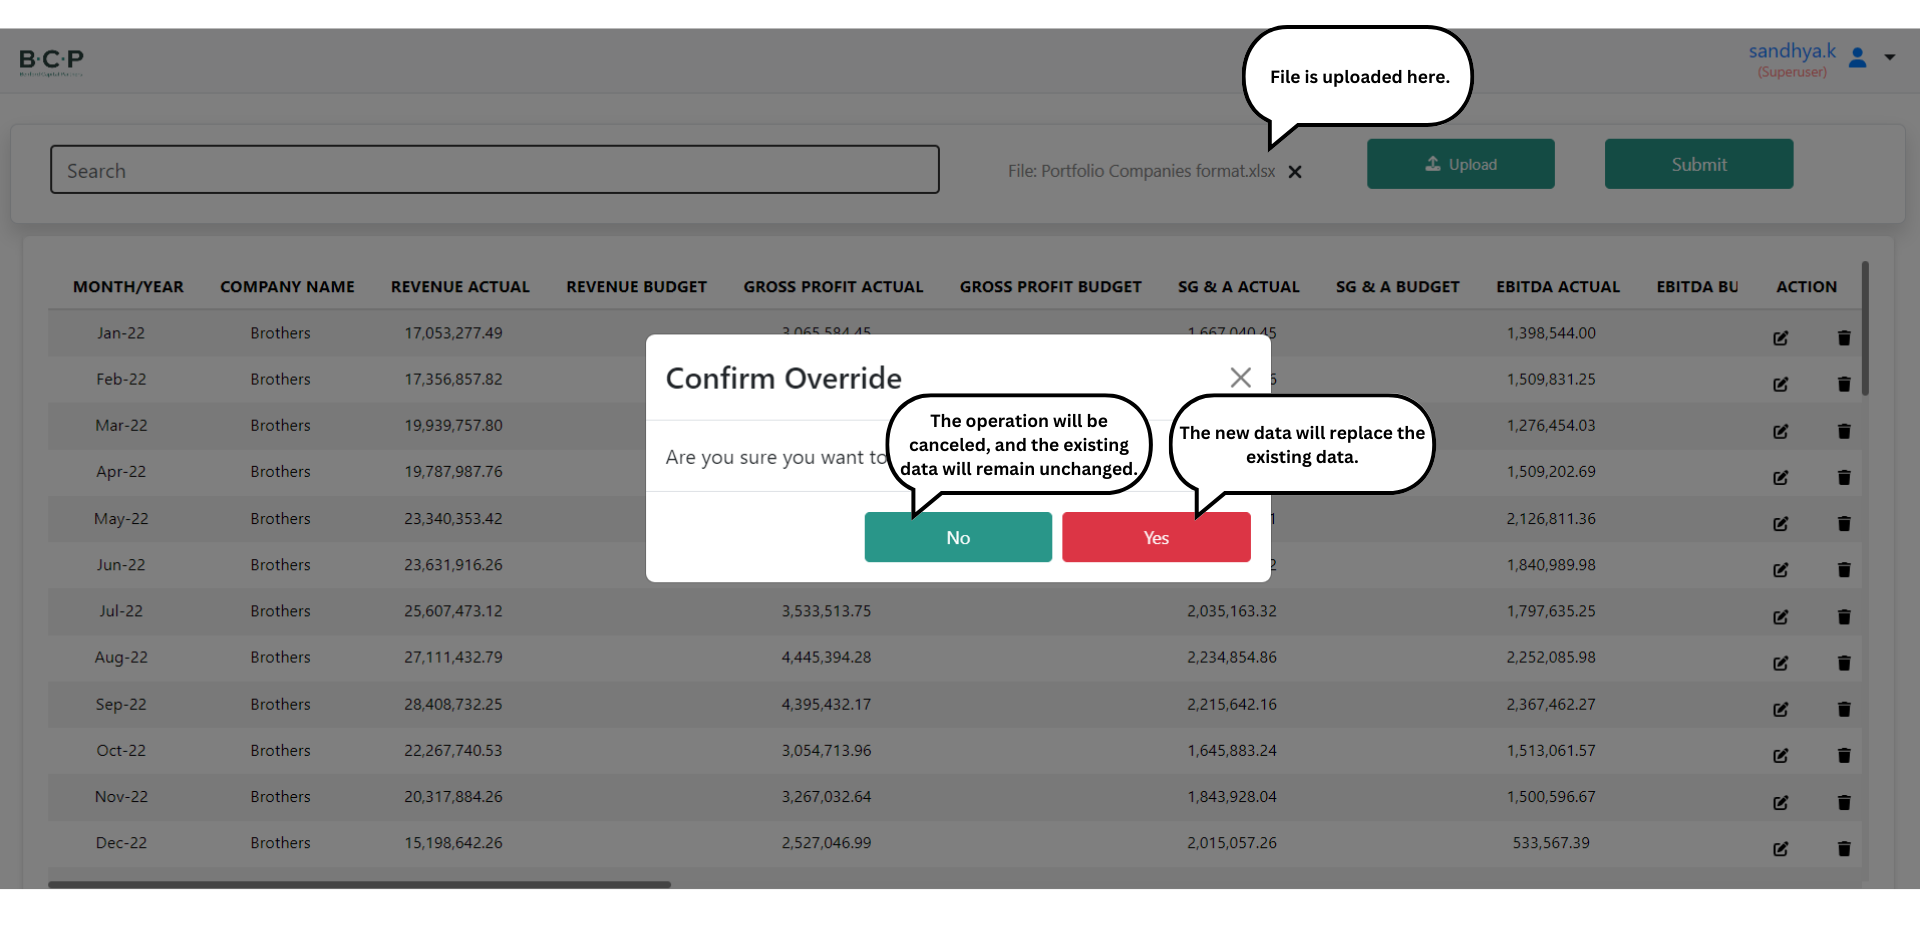 B·C·P
File is uploaded here.
sandhya.k
(Superuser)
Search
File: Portfolio Companies format.xlsx
Upload
Submit
MONTH/YEAR COMPANY NAME REVENUE ACTUAL REVENUE BUDGET GROSS PROFIT ACTUAL GROSS PROFIT BUDGET SG & A ACTUAL SG & A BUDGET EBITDA ACTUAL EBITDA BU ACTION
Jan-22 Brothers 17,053,277.49 3,065,584.45 1,667,040.45 1,398,544.00
Feb-22 Brothers 17,356,857.82 6 1,509,831.25
Mar-22 Brothers 19,939,757.80 1,276,454.03
Apr-22 Brothers 19,787,987.76 1,509,202.69
May-22 Brothers 23,340,353.42 1 2,126,811.36
Jun-22 Brothers 23,631,916.26 2 1,840,989.98
Jul-22 Brothers 25,607,473.12 3,533,513.75 2,035,163.32 1,797,635.25
Aug-22 Brothers 27,111,432.79 4,445,394.28 2,234,854.86 2,252,085.98
Sep-22 Brothers 28,408,732.25 4,395,432.17 2,215,642.16 2,367,462.27
Oct-22 Brothers 22,267,740.53 3,054,713.96 1,645,883.24 1,513,061.57
Nov-22 Brothers 20,317,884.26 3,267,032.64 1,843,928.04 1,500,596.67
Dec-22 Brothers 15,198,642.26 2,527,046.99 2,015,057.26 533,567.39
Confirm Override
Are you sure you want to
The operation will be
canceled, and the existing
data will remain unchanged.
The new data will replace the
existing data.
No
Yes